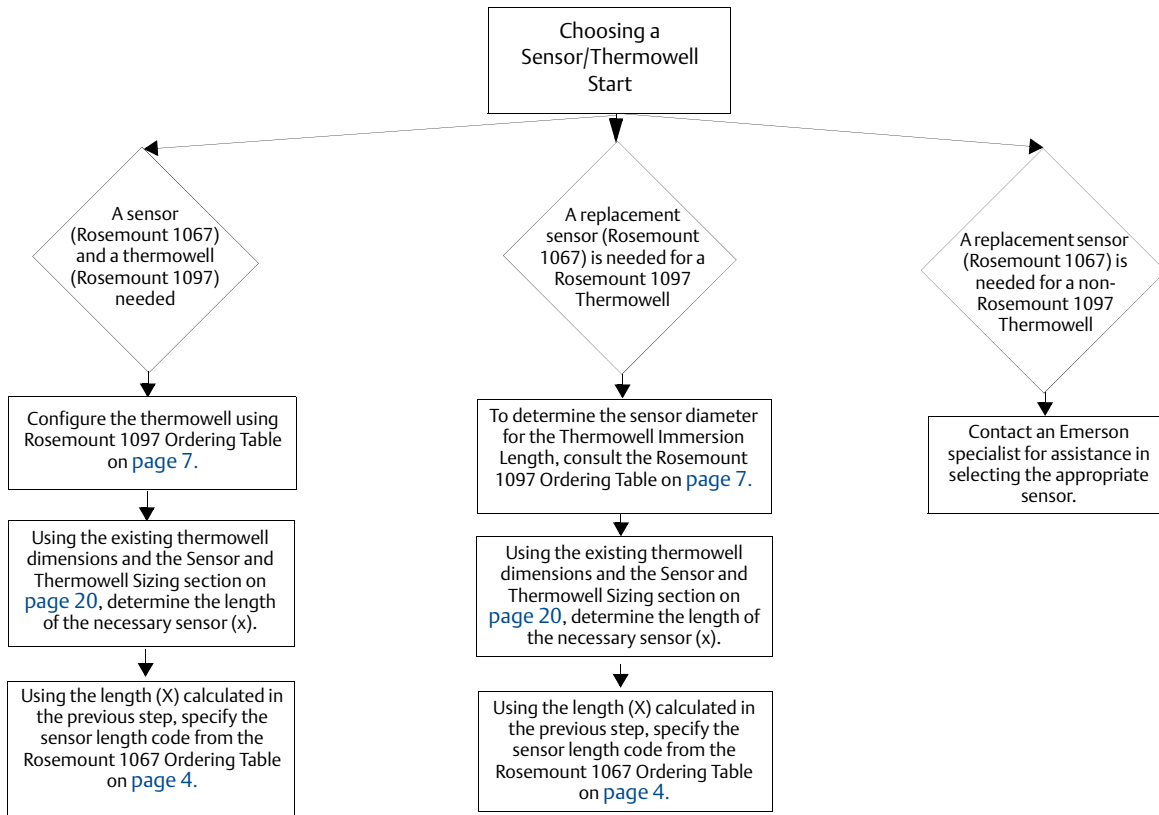 Choosing a
Sensor/Thermowell
Start
A sensor
(Rosemount 1067)
and a thermowell
(Rosemount 1097)
needed
A replacement
sensor (Rosemount
1067) is needed for a
Rosemount 1097
Thermowell
A replacement sensor
(Rosemount 1067) is
needed for a non-
Rosemount 1097
Thermowell
Configure the thermowell using
Rosemount 1097 Ordering Table
on page 7.
To determine the sensor diameter
for the Thermowell Immersion
Length, consult the Rosemount
1097 Ordering Table on page 7.
Contact an Emerson
specialist for assistance in
selecting the appropriate
sensor.
Using the existing thermowell
dimensions and the Sensor and
Thermowell Sizing section on
page 20, determine the length
of the necessary sensor (x).
Using the existing thermowell
dimensions and the Sensor and
Thermowell Sizing section on
page 20, determine the length of
the necessary sensor (x).
Using the length (X) calculated in
the previous step, specify the
sensor length code from the
Rosemount 1067 Ordering Table
on page 4.
Using the length (X) calculated in
the previous step, specify the
sensor length code from the
Rosemount 1067 Ordering Table
on page 4.